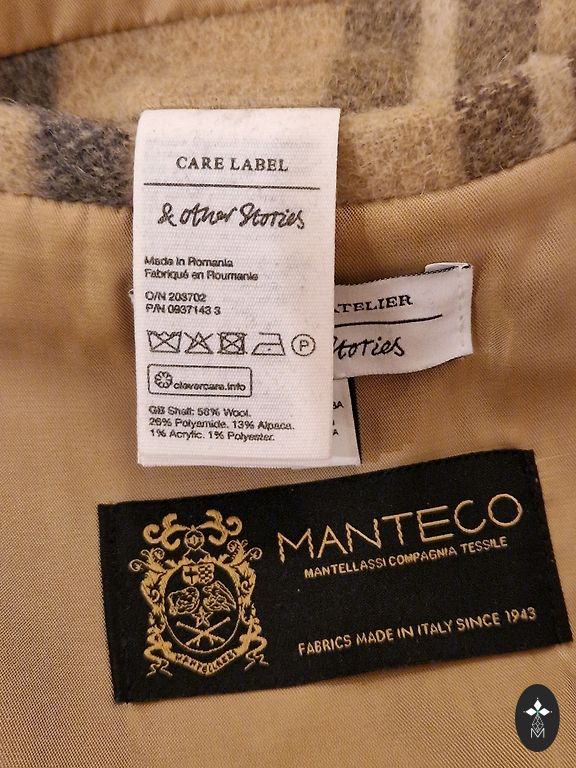 CARE LABEL
& other Stories
Made in Romania
Fabriqué en Roumanie
O/N 203702
P/N 0937143 3
P
clevercare.info
GB Shell: 56% Wool.
26% Polyamide. 13% Alpaca.
1% Acrylic. 1% Polyester.
ATELIER
Stories
MANTECO
MANTELLASSI COMPAGNIA TESSILE
FABRICS MADE IN ITALY SINCE 1943
MANTELLASSI
M